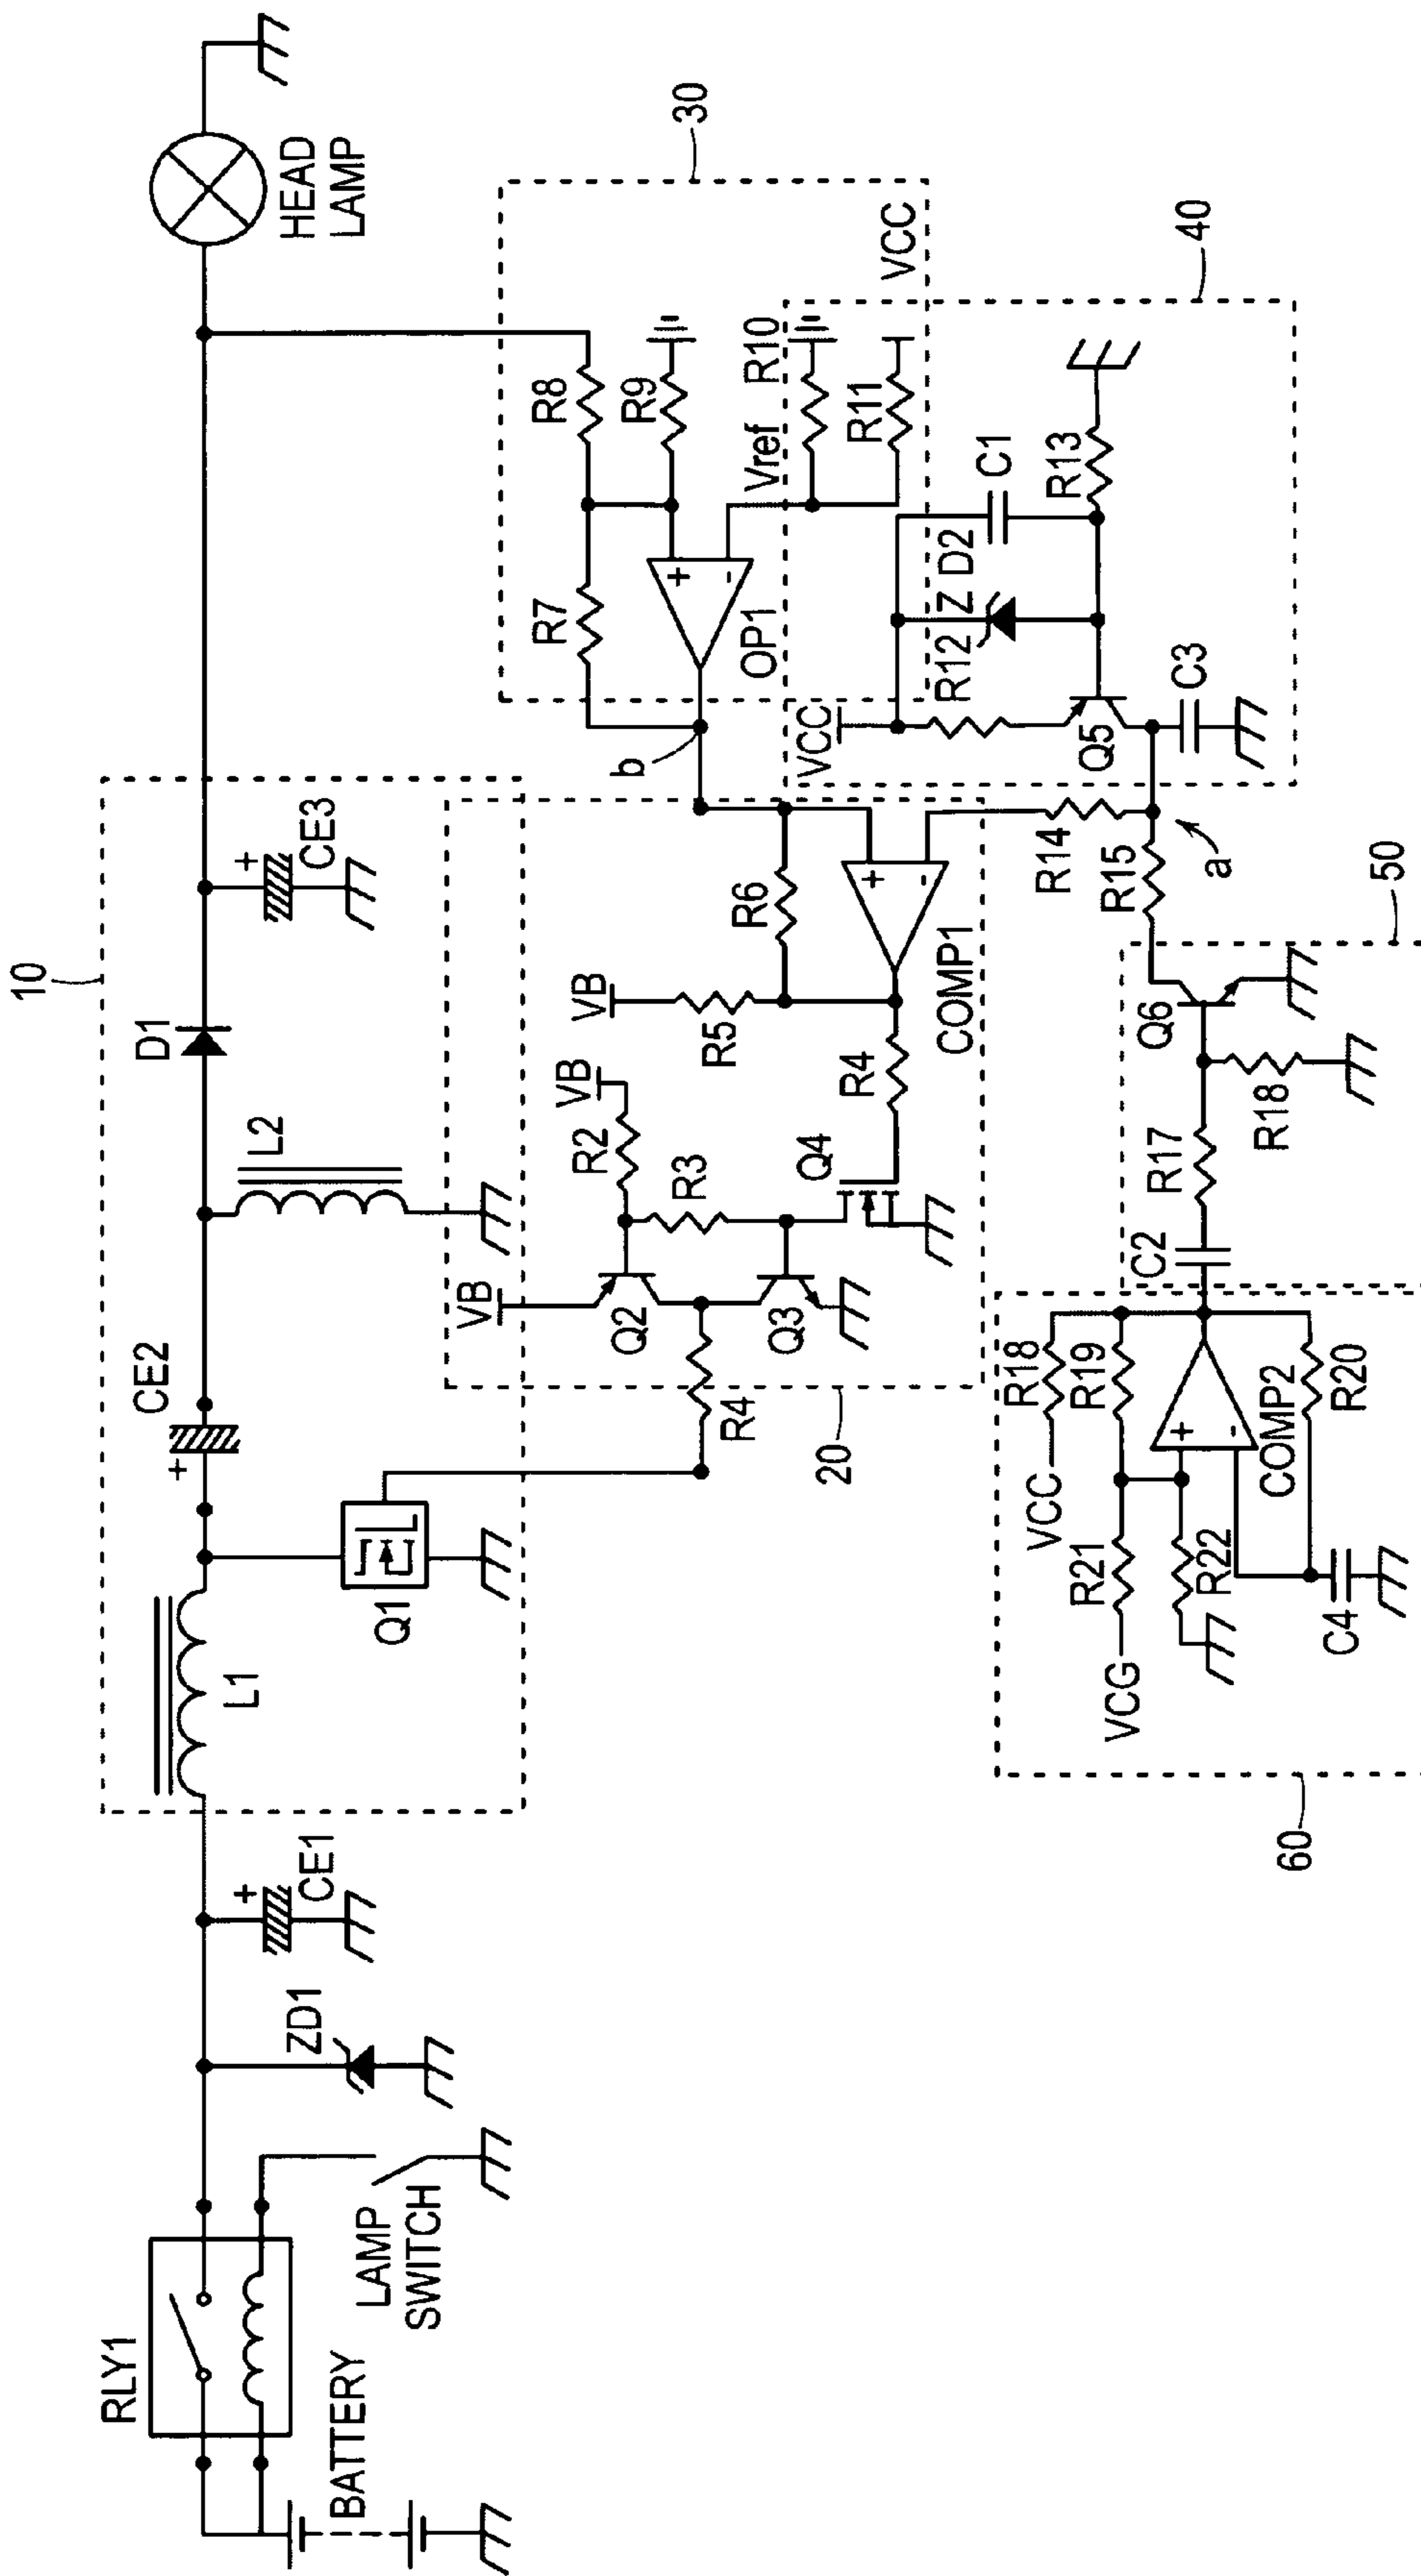 10
30
40
20
50
60
RLY1
BATTERY
LAMP
SWITCH
ZD1
+
CE1
L1
Q1
+
CE2
L2
D1
+
CE3
HEAD
LAMP
VB
Q2
R2
VB
R3
Q3
Q4
R4
R4
VB
R5
R6
+
-
COMP1
b
R7
R8
R9
+
-
OP1
Vref
R10
R11
VCC
VCC
R12
Z D2
C1
R13
Q5
C3
R14
R15
a
Q6
R18
R17
C2
R18
VCC
R19
R21
VCG
R22
+
-
COMP2
R20
C4